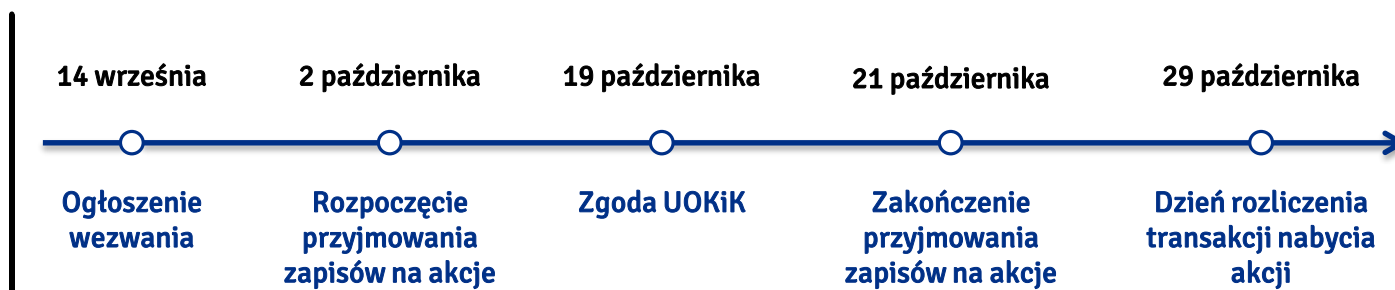 14 września
2 października
19 października
21 października
29 października
Ogłoszenie
wezwania
Rozpoczęcie
przyjmowania
zapisów na akcje
Zgoda UOKiK
Zakończenie
przyjmowania
zapisów na akcje
Dzień rozliczenia
transakcji nabycia
akcji